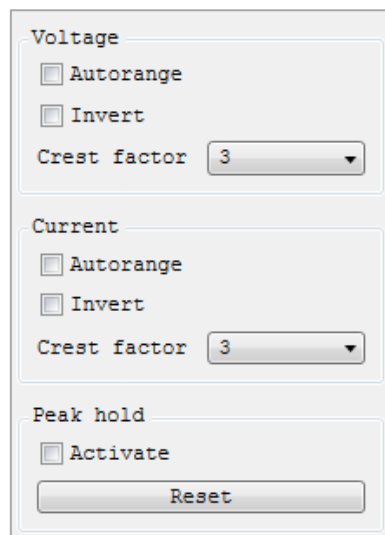 Voltage
Autorange
Invert
Crest factor 3
Current
Autorange
Invert
Crest factor 3
Peak hold
Activate
Reset